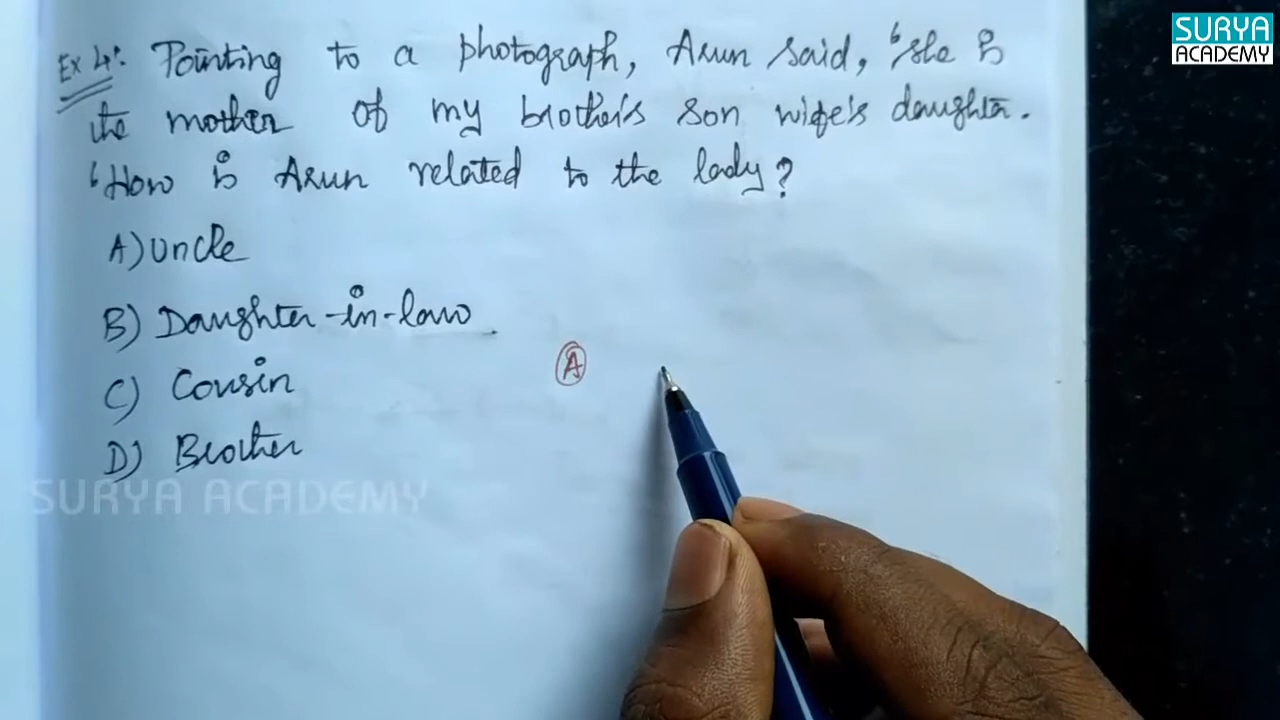 SURYA
ACADEMY
Ex 4: Pointing to a photograph, Arun said, "she is
the mother of my brother's son wife's daughter.
"How is Arun related to the lady?
A) Uncle
B) Daughter-in-law
C) Cousin
D) Brother
A
SURYA ACADEMY